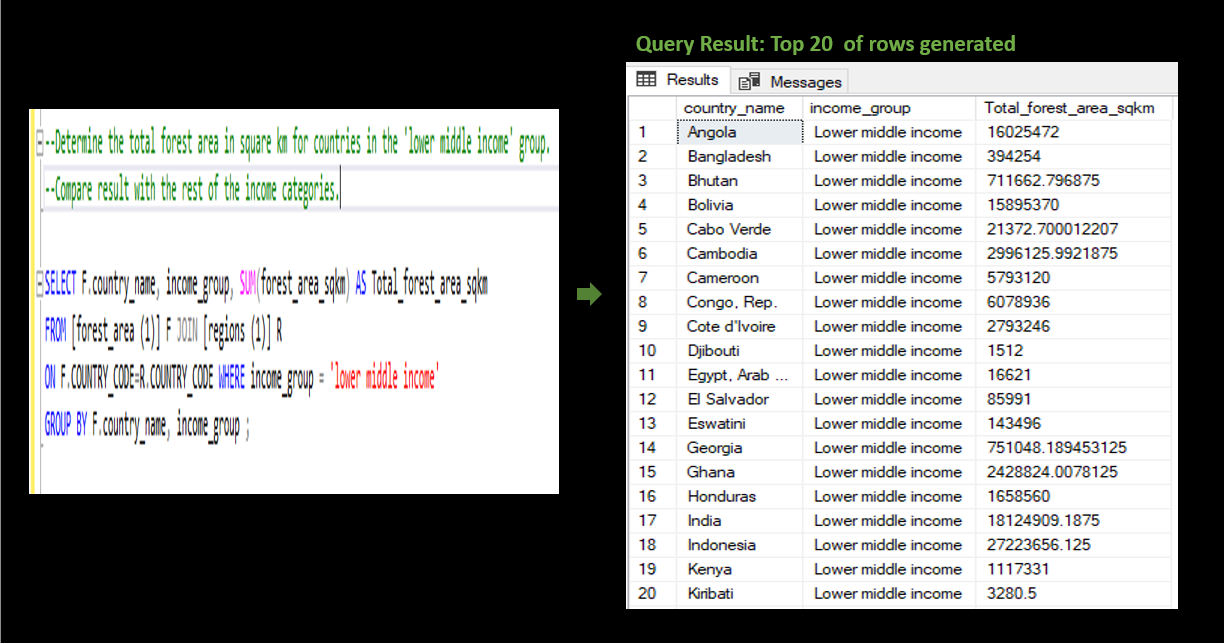 Query Result: Top 20 of rows generated
--Determine the total forest area in square km for countries in the 'lower middle income' group.
--Compare result with the rest of the income categories.
SELECT F.country_name, income_group, SUM(forest_area_sqkm) AS Total_forest_area_sqkm
FROM [forest_area (1)] F JOIN [regions (1)] R
ON F.COUNTRY_CODE=R.COUNTRY_CODE WHERE income_group = 'lower middle income'
GROUP BY F.country_name, income_group ;
Results Messages
country_name income_group Total_forest_area_sqkm
1 Angola Lower middle income 16025472
2 Bangladesh Lower middle income 394254
3 Bhutan Lower middle income 711662.796875
4 Bolivia Lower middle income 15895370
5 Cabo Verde Lower middle income 21372.700012207
6 Cambodia Lower middle income 2996125.9921875
7 Cameroon Lower middle income 5793120
8 Congo, Rep. Lower middle income 6078936
9 Cote d'Ivoire Lower middle income 2793246
10 Djibouti Lower middle income 1512
11 Egypt, Arab ... Lower middle income 16621
12 El Salvador Lower middle income 85991
13 Eswatini Lower middle income 143496
14 Georgia Lower middle income 751048.189453125
15 Ghana Lower middle income 2428824.0078125
16 Honduras Lower middle income 1658560
17 India Lower middle income 18124909.1875
18 Indonesia Lower middle income 27223656.125
19 Kenya Lower middle income 1117331
20 Kiribati Lower middle income 3280.5